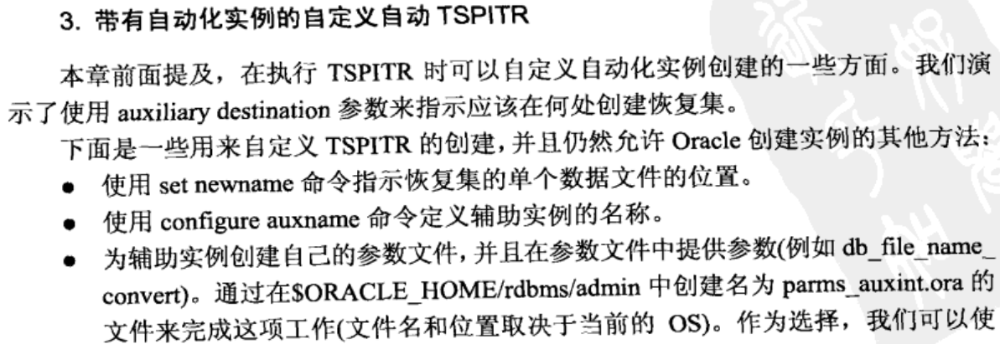 3. 带有自动化实例的自定义自动 TSPITR
本章前面提及，在执行 TSPITR 时可以自定义自动化实例创建的一些方面。我们演
示了使用 auxiliary destination 参数来指示应该在何处创建恢复集。
下面是一些用来自定义 TSPITR 的创建，并且仍然允许 Oracle 创建实例的其他方法：
● 使用 set newname 命令指示恢复集的单个数据文件的位置。
● 使用 configure auxname 命令定义辅助实例的名称。
● 为辅助实例创建自己的参数文件，并且在参数文件中提供参数(例如 db_file_name_
convert)。通过在$ORACLE_HOME/rdbms/admin 中创建名为 parms_auxint.ora 的
文件来完成这项工作(文件名和位置取决于当前的 OS)。作为选择，我们可以使